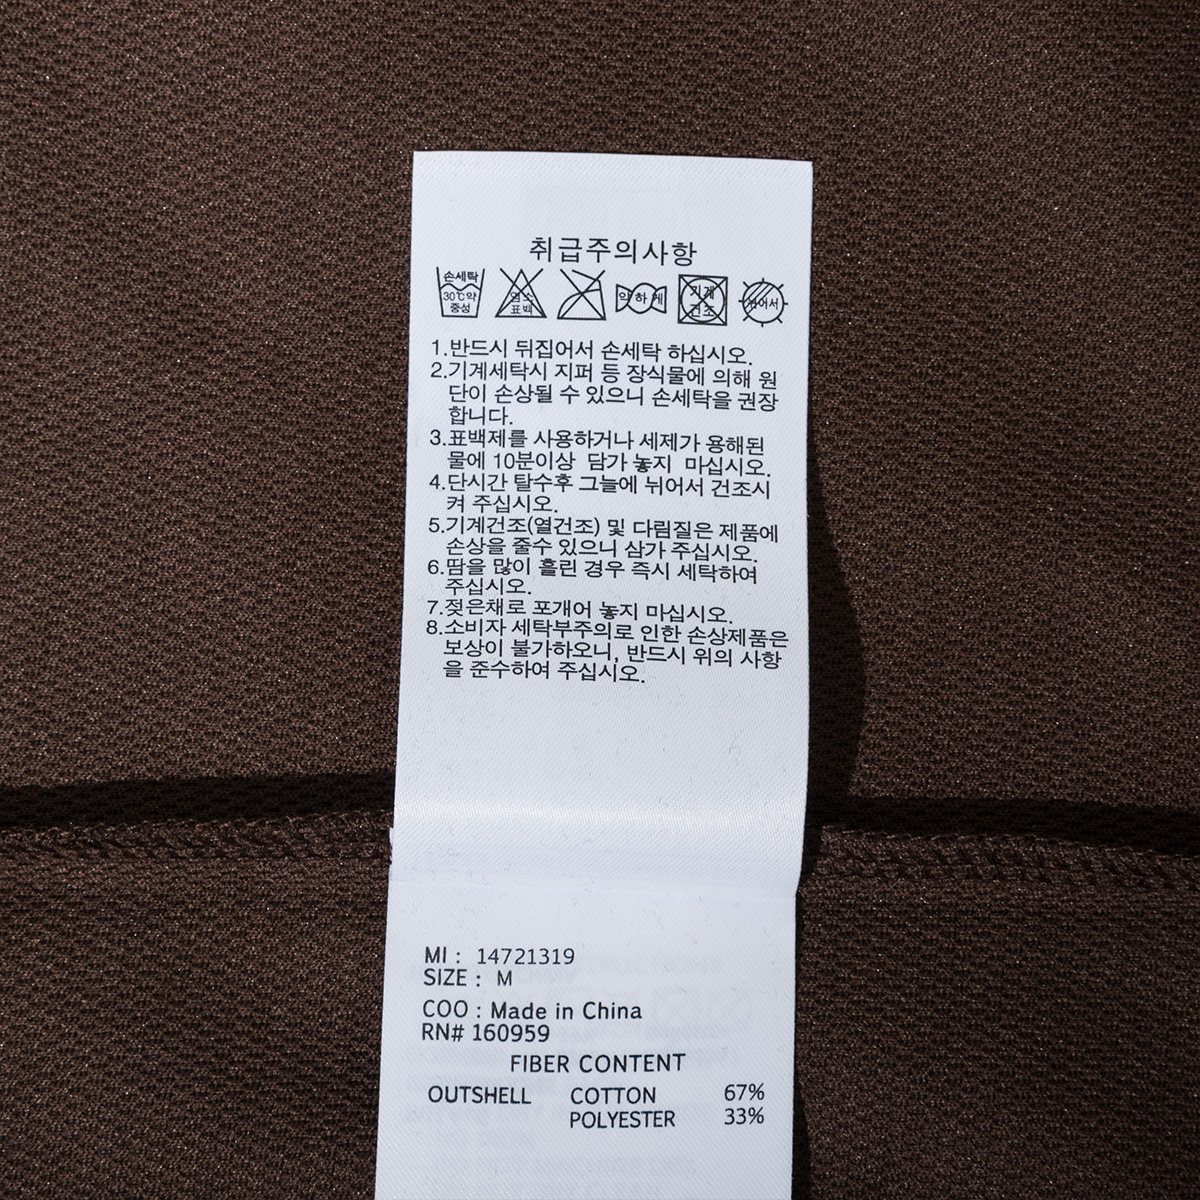 취급주의사항
손세탁 30℃약 중성 염소 표백 약하게 기계 건조 뉘어서
1.반드시 뒤집어서 손세탁 하십시오.
2.기계세탁시 지퍼 등 장식물에 의해 원
단이 손상될 수 있으니 손세탁을 권장
합니다.
3.표백제를 사용하거나 세제가 용해된
물에 10분이상 담가 놓지 마십시오.
4.단시간 탈수후 그늘에 뉘어서 건조시
켜 주십시오.
5.기계건조(열건조) 및 다림질은 제품에
손상을 줄수 있으니 삼가 주십시오.
6.땀을 많이 흘린 경우 즉시 세탁하여
주십시오.
7.젖은채로 포개어 놓지 마십시오.
8.소비자 세탁부주의로 인한 손상제품은
보상이 불가하오니, 반드시 위의 사항
을 준수하여 주십시오.
MI : 14721319
SIZE : M
COO : Made in China
RN# 160959
FIBER CONTENT
OUTSHELL COTTON 67%
POLYESTER 33%